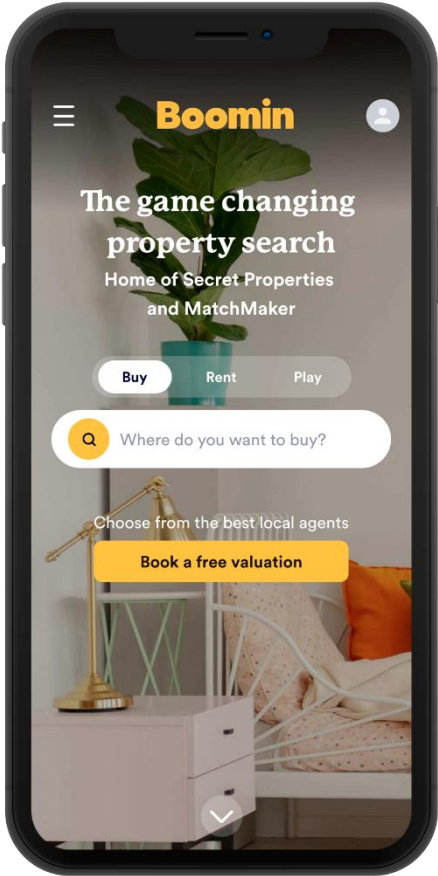 Boomin
The game changing
property search
Home of Secret Properties
and MatchMaker
Buy Rent Play
Where do you want to buy?
Choose from the best local agents
Book a free valuation